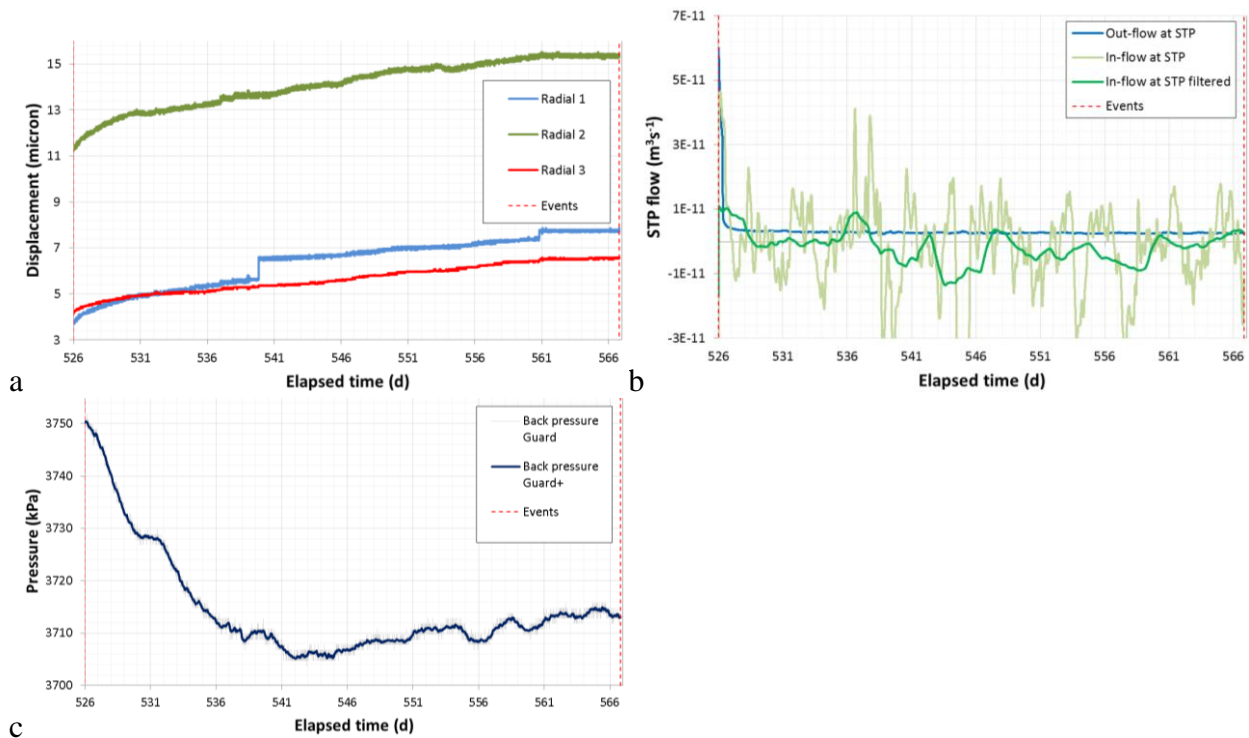 15
13
11
9
7
5
3
Displacement (micron)
Radial 1
Radial 2
Radial 3
Events
526
531
536
541
546
551
556
561
566
Elapsed time (d)
a
7E-11
5E-11
3E-11
1E-11
-1E-11
-3E-11
STP flow (m³s⁻¹)
Out-flow at STP
In-flow at STP
In-flow at STP filtered
Events
526
531
536
541
546
551
556
561
566
Elapsed time (d)
b
3750
3740
3730
3720
3710
3700
Pressure (kPa)
Back pressure
Guard
Back pressure
Guard+
Events
526
531
536
541
546
551
556
561
566
Elapsed time (d)
c